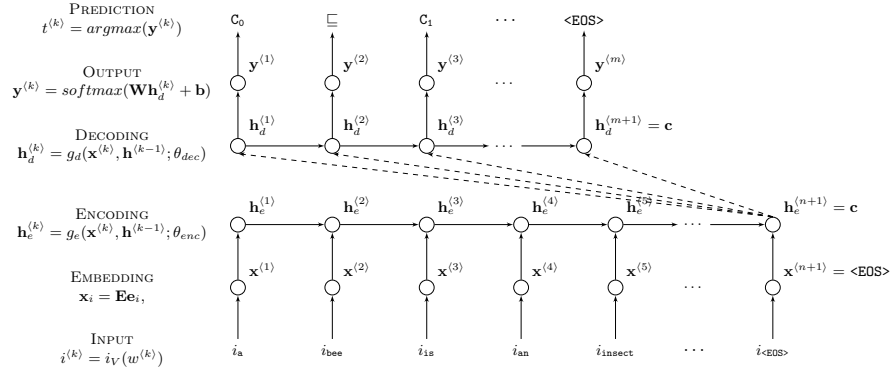 PREDICTION
t⟨k⟩ = argmax(y⟨k⟩)
C₀ ⊑ C₁ ··· <EOS>
OUTPUT
y⟨k⟩ = softmax(Wh_d⟨k⟩ + b)
y⟨1⟩ y⟨2⟩ y⟨3⟩ ··· y⟨m⟩
DECODING
h_d⟨k⟩ = g_d(x⟨k⟩, h⟨k−1⟩; θ_dec)
h_d⟨1⟩ h_d⟨2⟩ h_d⟨3⟩ ··· h_d⟨m+1⟩ = c
ENCODING
h_e⟨k⟩ = g_e(x⟨k⟩, h⟨k−1⟩; θ_enc)
h_e⟨1⟩ h_e⟨2⟩ h_e⟨3⟩ h_e⟨4⟩ h_e⟨5⟩ ··· h_e⟨n+1⟩ = c
EMBEDDING
x_i = Ee_i,
x⟨1⟩ x⟨2⟩ x⟨3⟩ x⟨4⟩ x⟨5⟩ ··· x⟨n+1⟩ = <EOS>
INPUT
i⟨k⟩ = i_V(w⟨k⟩)
i_a i_bee i_is i_an i_insect ··· i_<EOS>